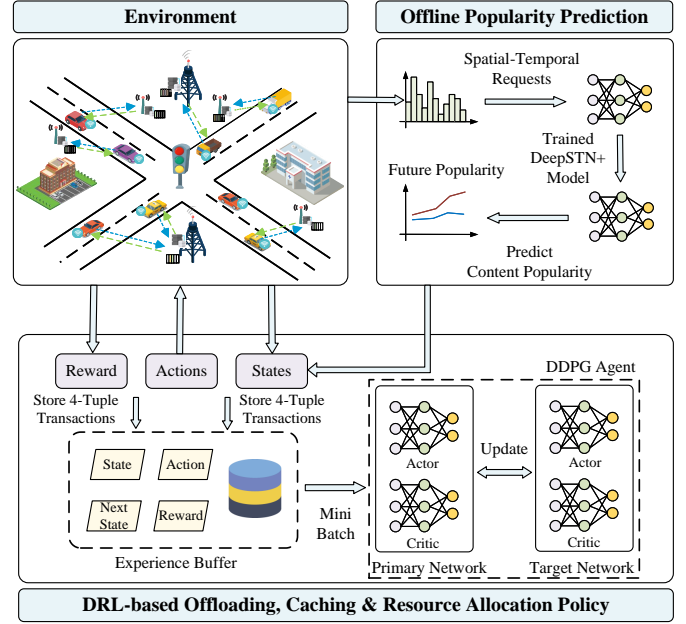 Environment
Offline Popularity Prediction
Spatial-Temporal
Requests
Trained
DeepSTN+
Model
Future Popularity
Predict
Content Popularity
Reward
Actions
States
DDPG Agent
Store 4-Tuple
Transactions
Store 4-Tuple
Transactions
State
Action
Next
State
Reward
Experience Buffer
Mini
Batch
Actor
Critic
Primary Network
Update
Actor
Critic
Target Network
DRL-based Offloading, Caching & Resource Allocation Policy